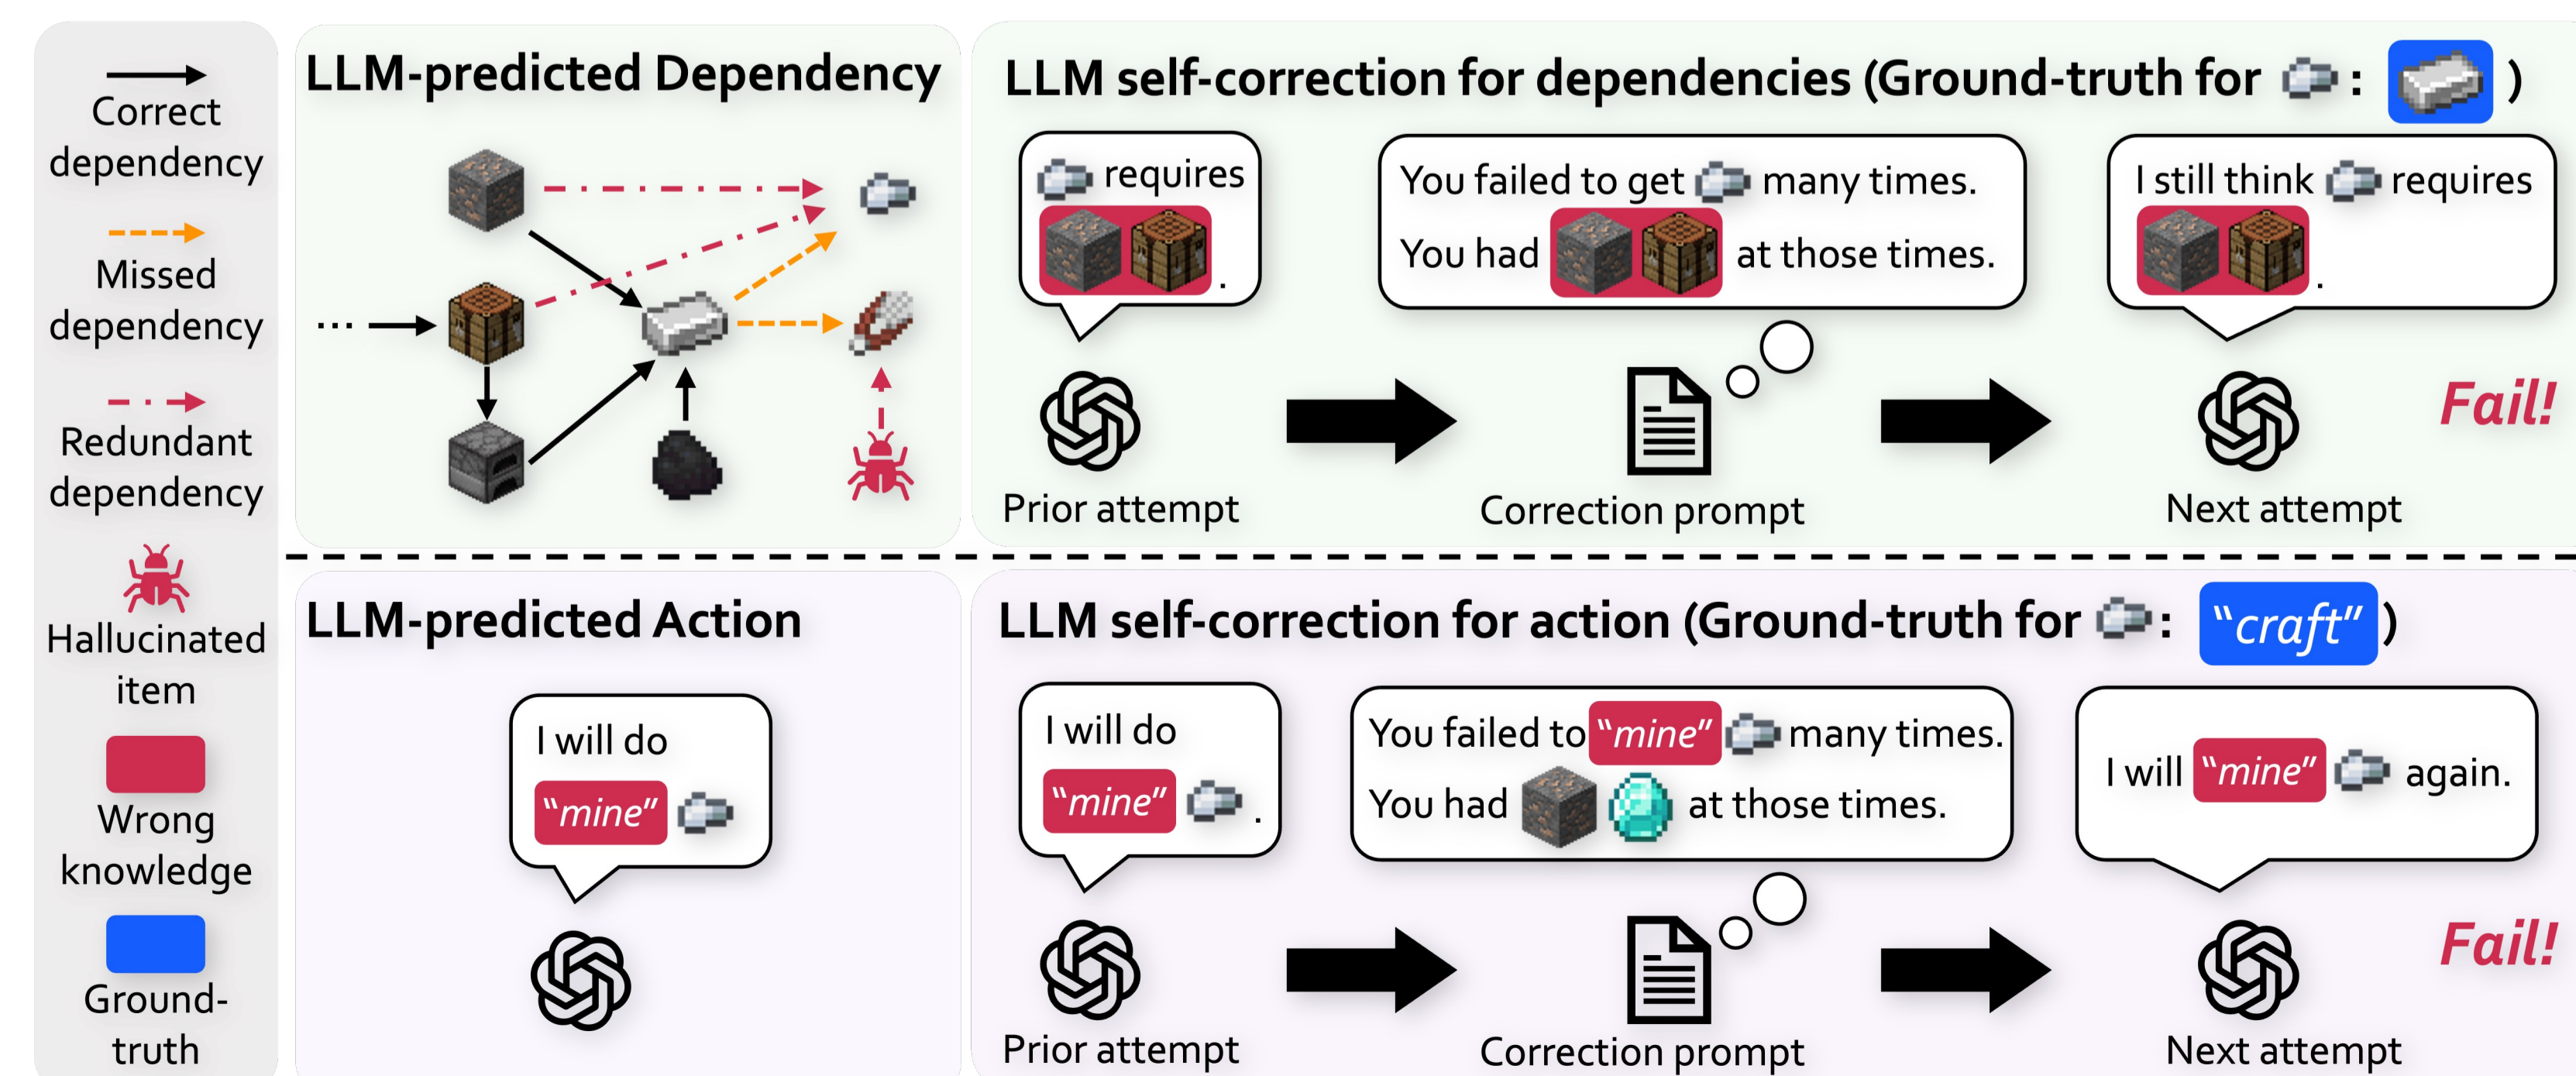 Correct
dependency
Missed
dependency
Redundant
dependency
Hallucinated
item
Wrong
knowledge
Ground-
truth
LLM-predicted Dependency
...
LLM self-correction for dependencies (Ground-truth for : )
requires
.
You failed to get many times.
You had at those times.
I still think requires
.
Fail!
Prior attempt
Correction prompt
Next attempt
LLM-predicted Action
I will do
"mine"
LLM self-correction for action (Ground-truth for : "craft" )
I will do
"mine" .
You failed to "mine" many times.
You had at those times.
I will "mine" again.
Fail!
Prior attempt
Correction prompt
Next attempt